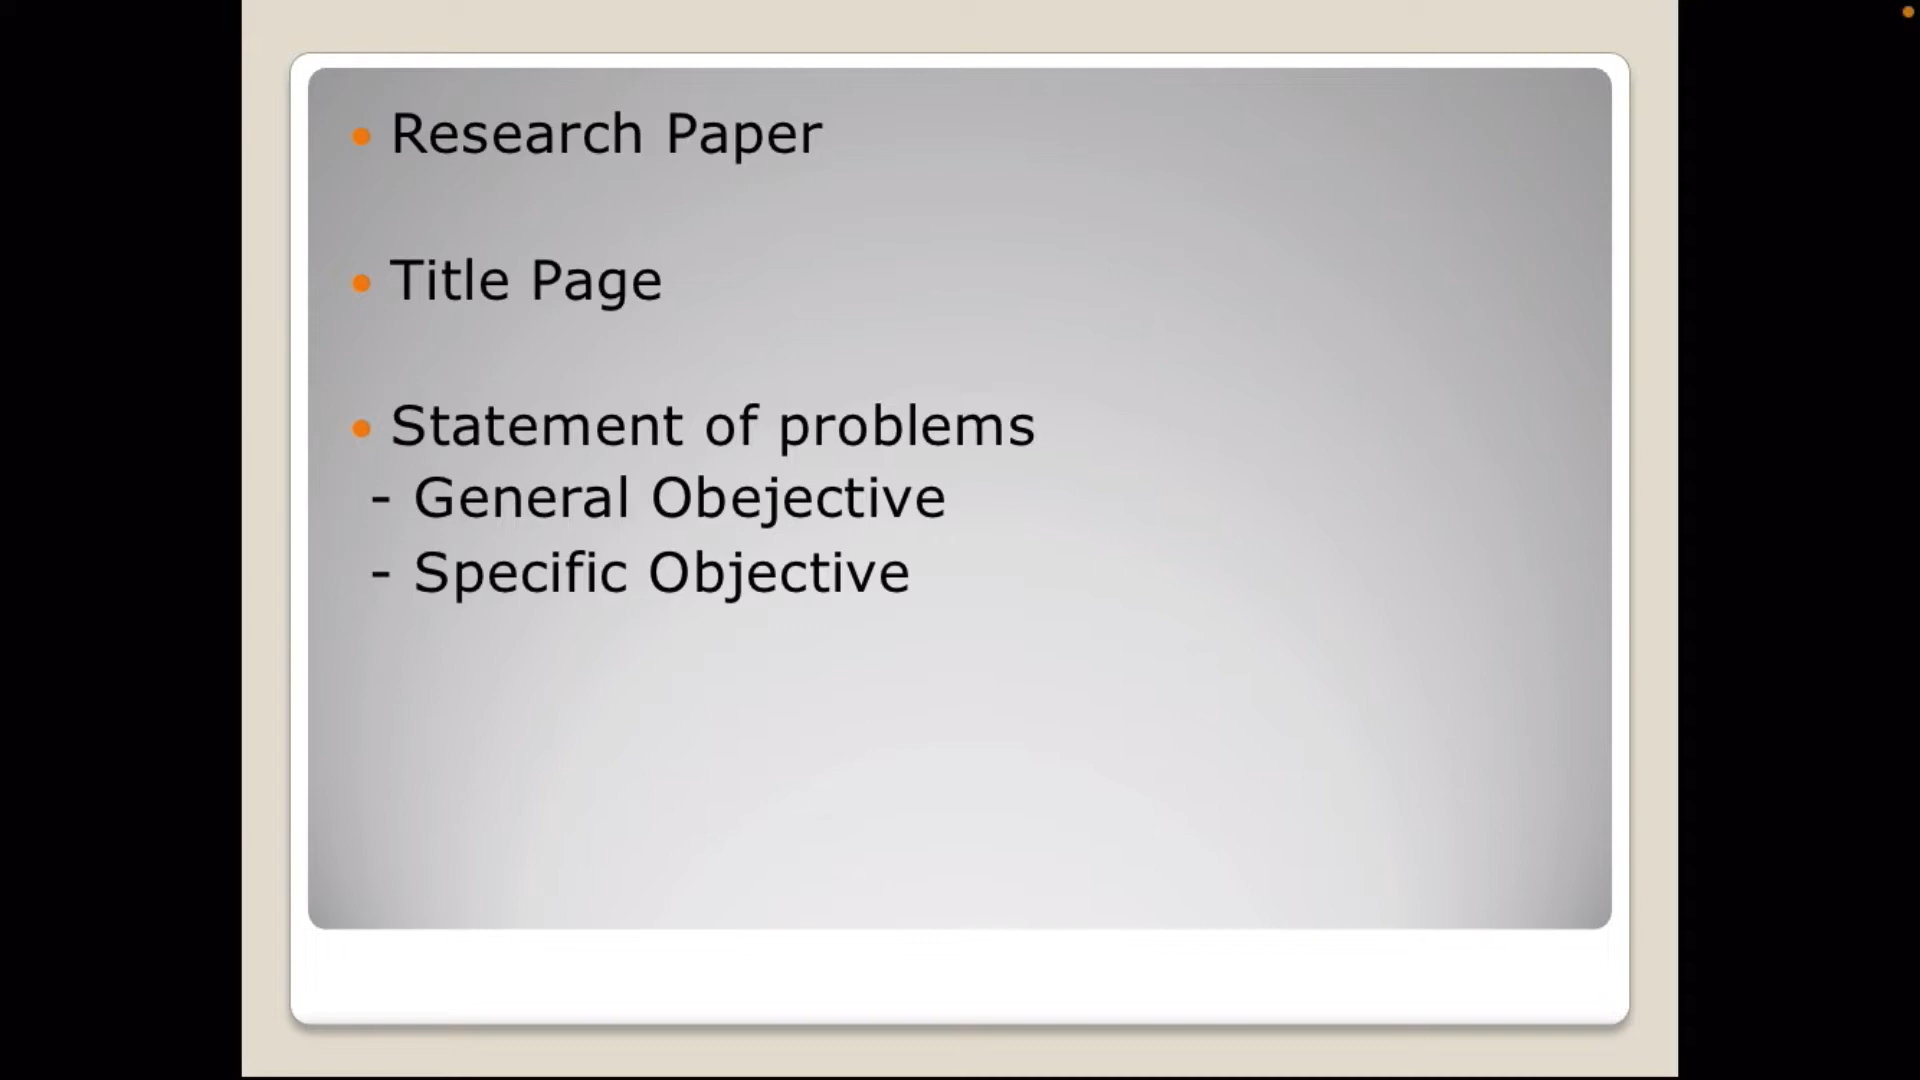 • Research Paper
• Title Page
• Statement of problems
- General Obejective
- Specific Objective